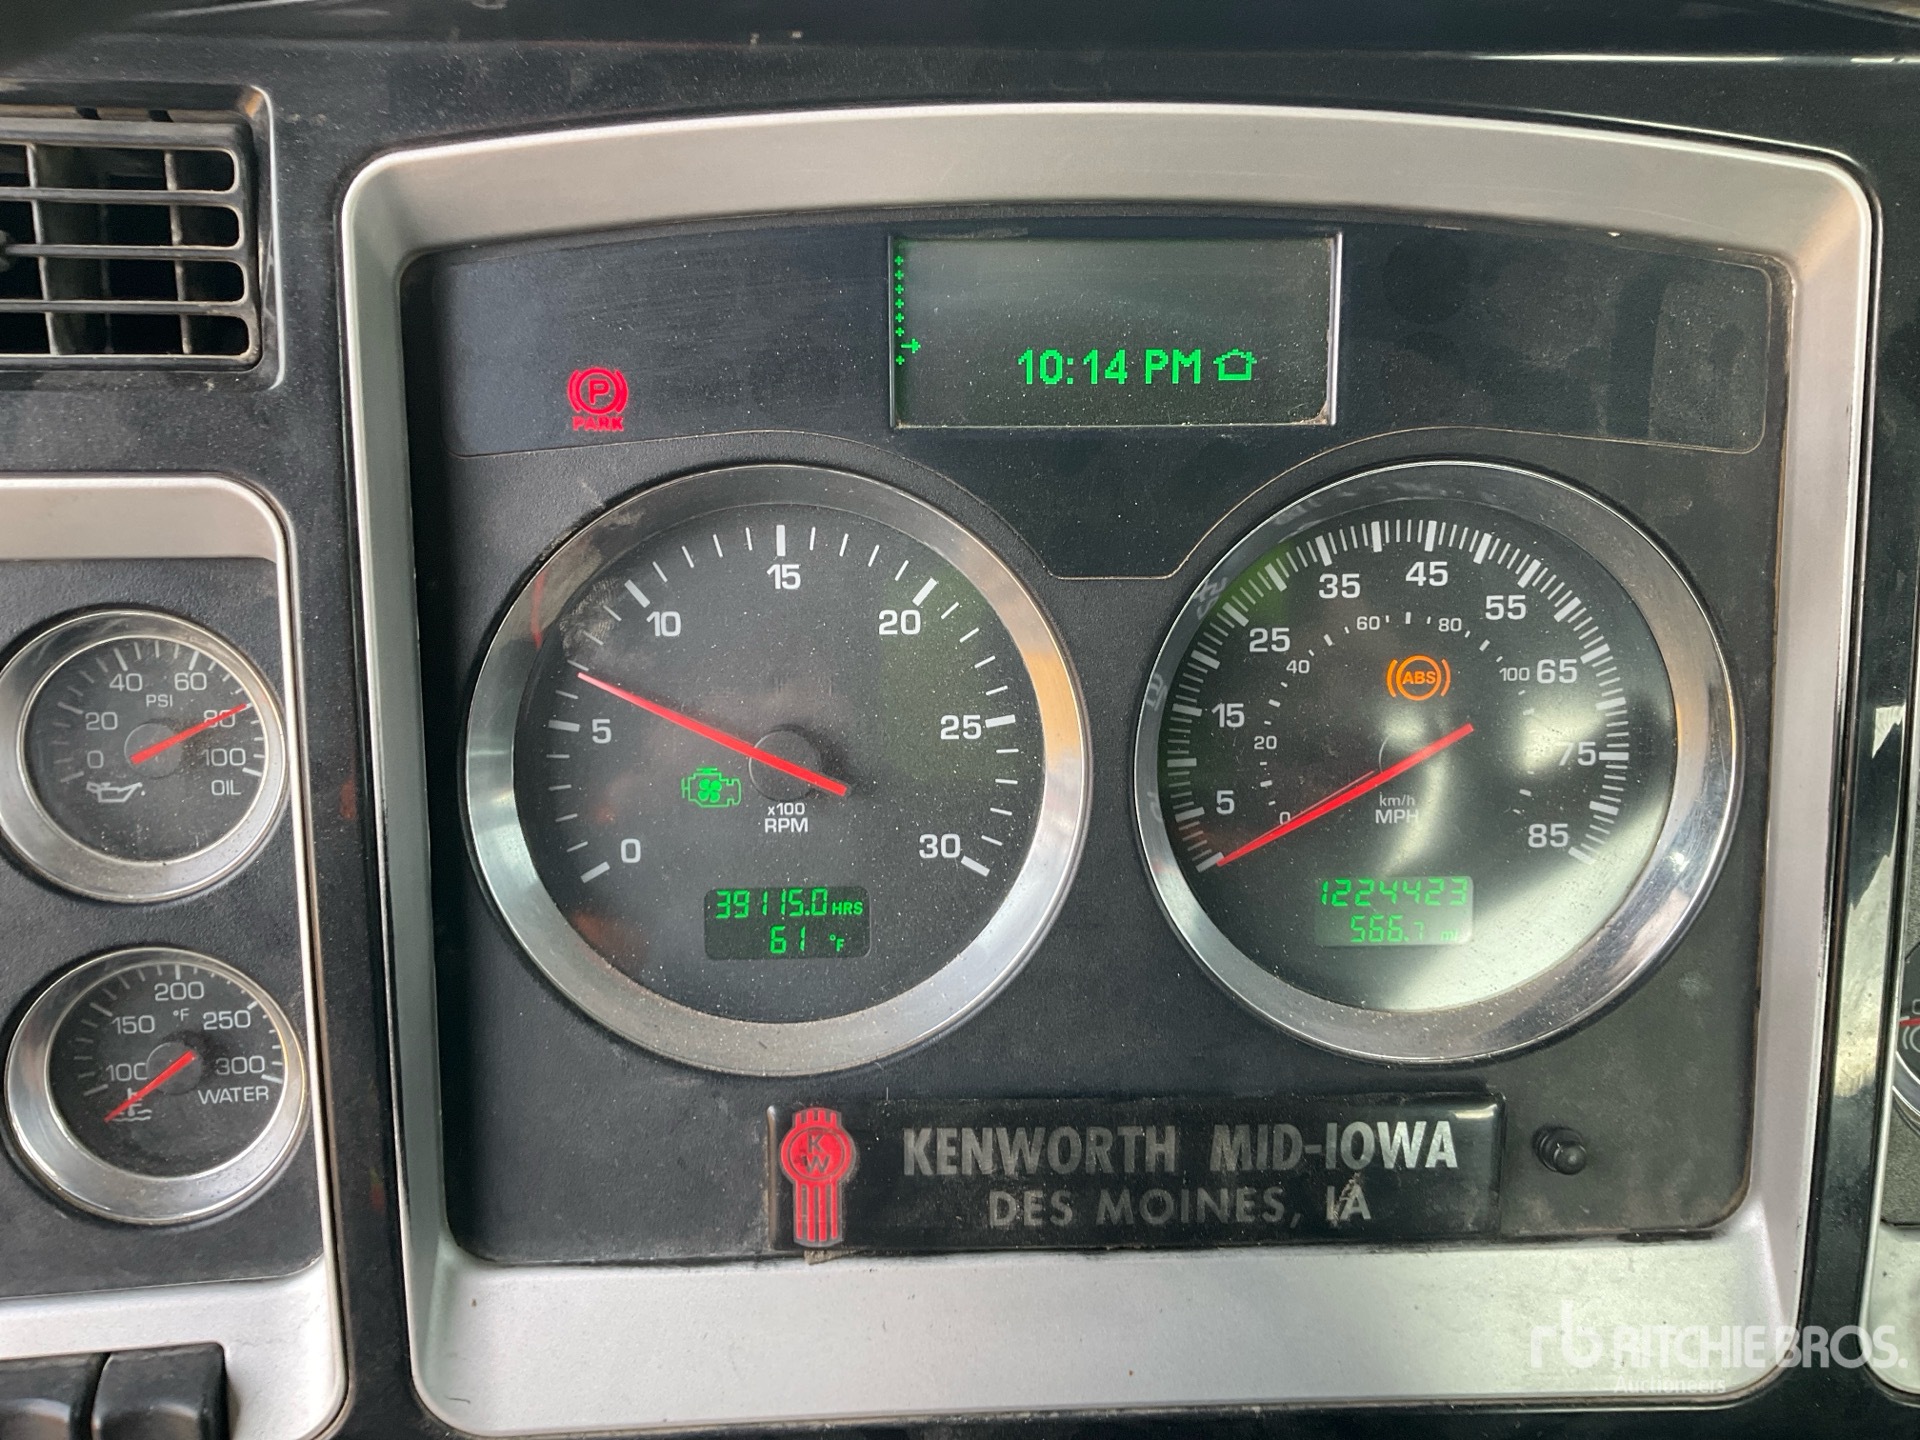 10:14 PM
P
PARK
40 60
PSI
20 80
0 100
OIL
15
10 20
5 25
x100
RPM
0 30
39115.0 HRS
61 °F
45
35 55
25 65
15 75
5 85
60 80
40 100
20
0
ABS
km/h
MPH
1224423
566.7 mi
200
150 °F 250
100 300
WATER
KW
KENWORTH MID-IOWA
DES MOINES, IA
rb RITCHIE BROS.
Auctioneers